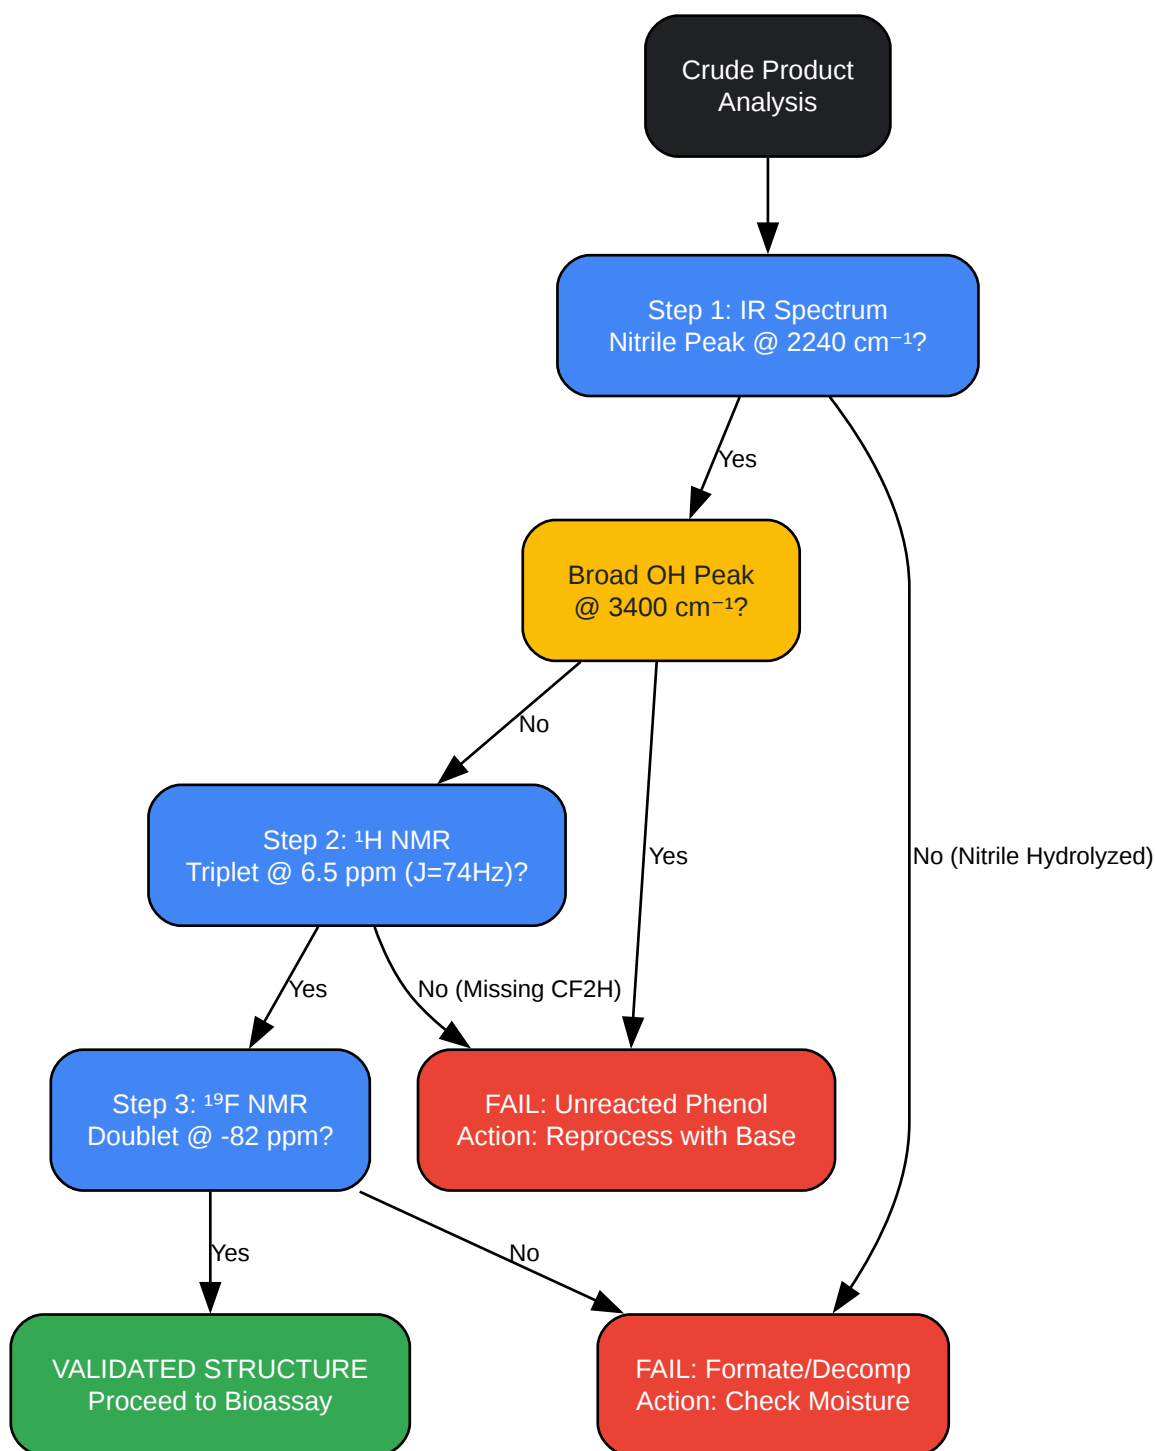 Crude Product
Analysis
Step 1: IR Spectrum
Nitrile Peak @ 2240 cm⁻¹?
Yes
Broad OH Peak
@ 3400 cm⁻¹?
No
Step 2: ¹H NMR
Triplet @ 6.5 ppm (J=74Hz)?
Yes
No (Nitrile Hydrolyzed)
Yes
No (Missing CF2H)
Step 3: ¹⁹F NMR
Doublet @ -82 ppm?
FAIL: Unreacted Phenol
Action: Reprocess with Base
Yes
No
VALIDATED STRUCTURE
Proceed to Bioassay
FAIL: Formate/Decomp
Action: Check Moisture